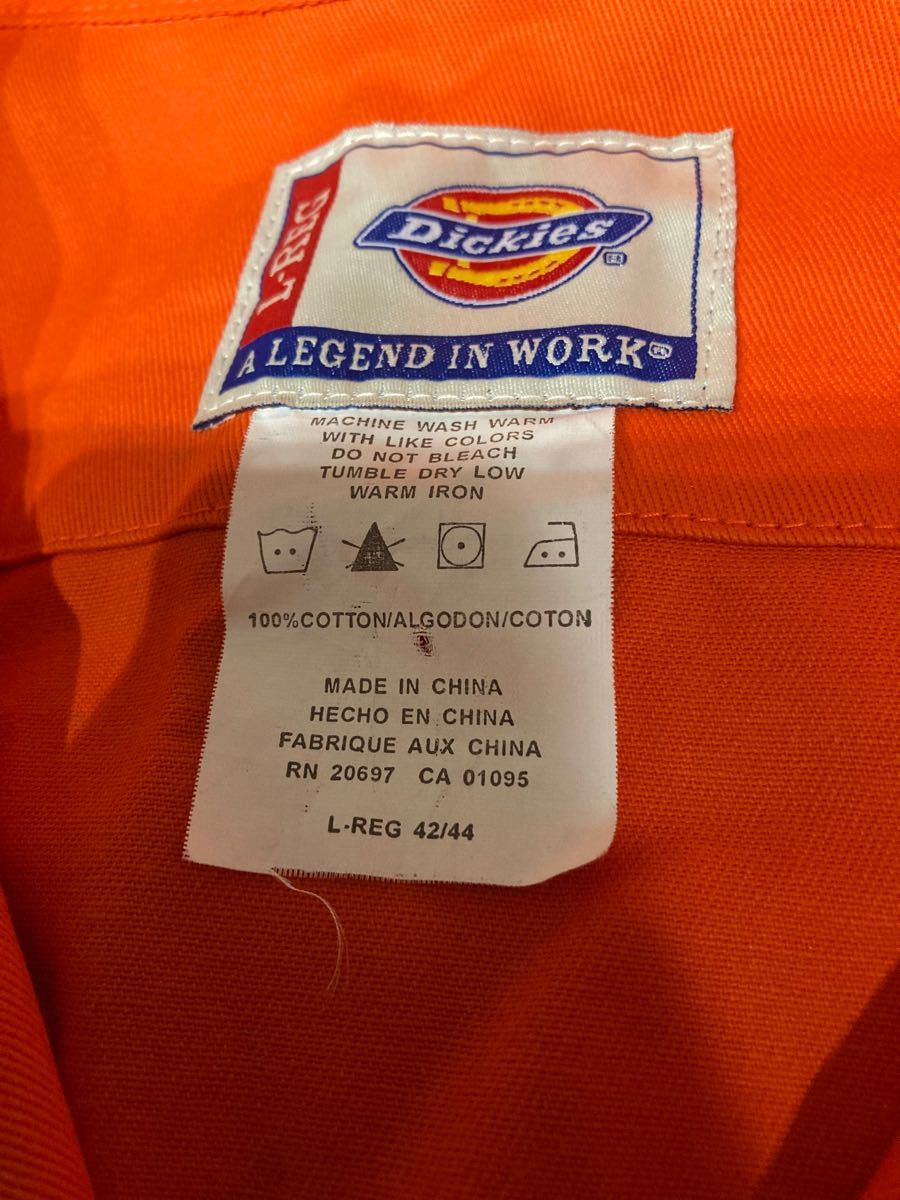 L-REG
Dickies
A LEGEND IN WORK
MACHINE WASH WARM
WITH LIKE COLORS
DO NOT BLEACH
TUMBLE DRY LOW
WARM IRON
100%COTTON/ALGODON/COTON
MADE IN CHINA
HECHO EN CHINA
FABRIQUE AUX CHINA
RN 20697 CA 01095
L-REG 42/44